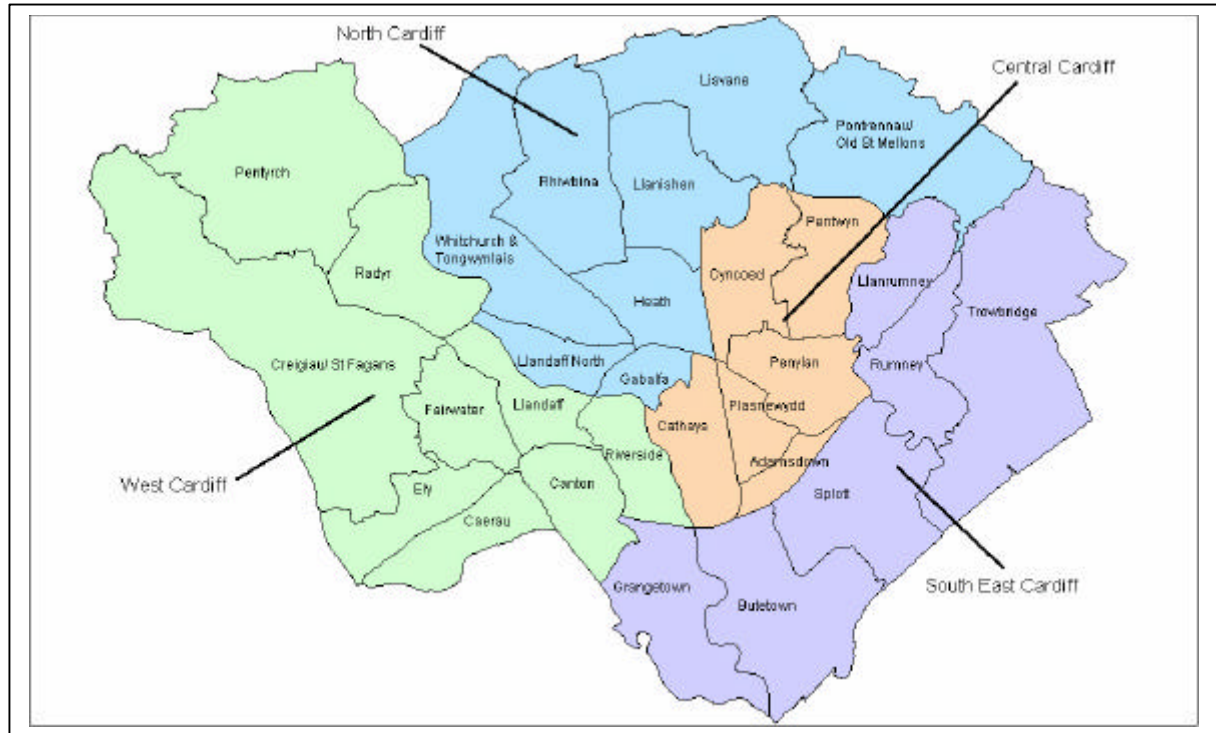 North Cardiff
Lisvane
Central Cardiff
Pontrennaw/
Old St Mellons
Pentyrch
Rhiwbina
Llanishen
Pentwyn
Whitchurch &
Tongwynlais
Radyr
Cyncoed
Llanrumney
Heath
Trowbridge
Creigiau/ St Fagans
Llandaff North
Penylan
Rumney
Gabalfa
Fairwater
Llandaff
Plasnewydd
Cathays
Riverside
Adamsdown
West Cardiff
Ely
Canton
Splott
Caerau
Grangetown
Butetown
South East Cardiff